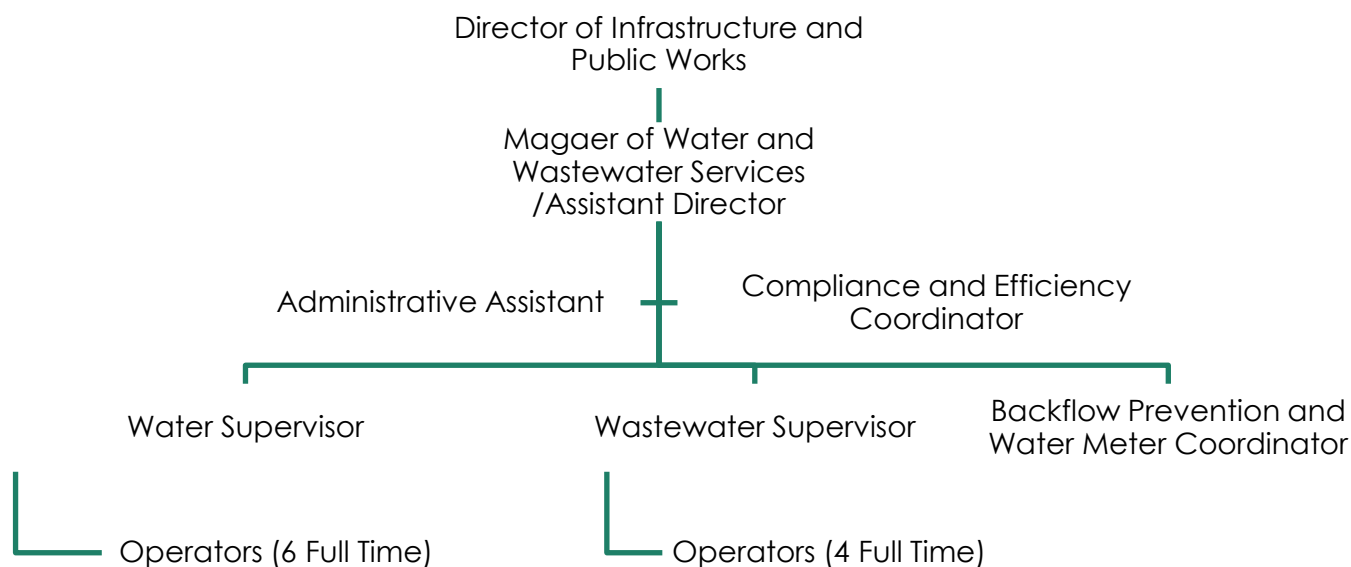 Director of Infrastructure and
Public Works
Magaer of Water and
Wastewater Services
/Assistant Director
Administrative Assistant
Compliance and Efficiency
Coordinator
Water Supervisor
Wastewater Supervisor
Backflow Prevention and
Water Meter Coordinator
Operators (6 Full Time)
Operators (4 Full Time)